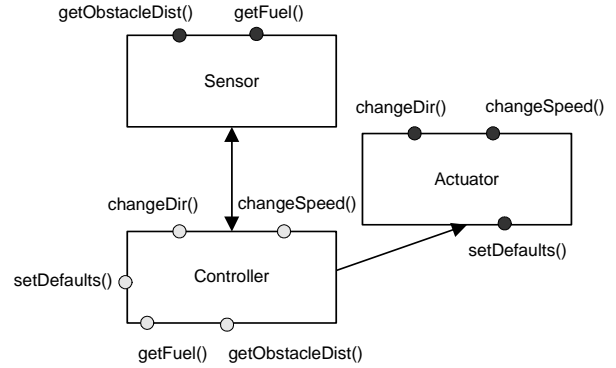 getObstacleDist() getFuel()
Sensor
changeDir() changeSpeed()
Actuator
changeDir() changeSpeed()
setDefaults()
setDefaults() Controller
getFuel() getObstacleDist()